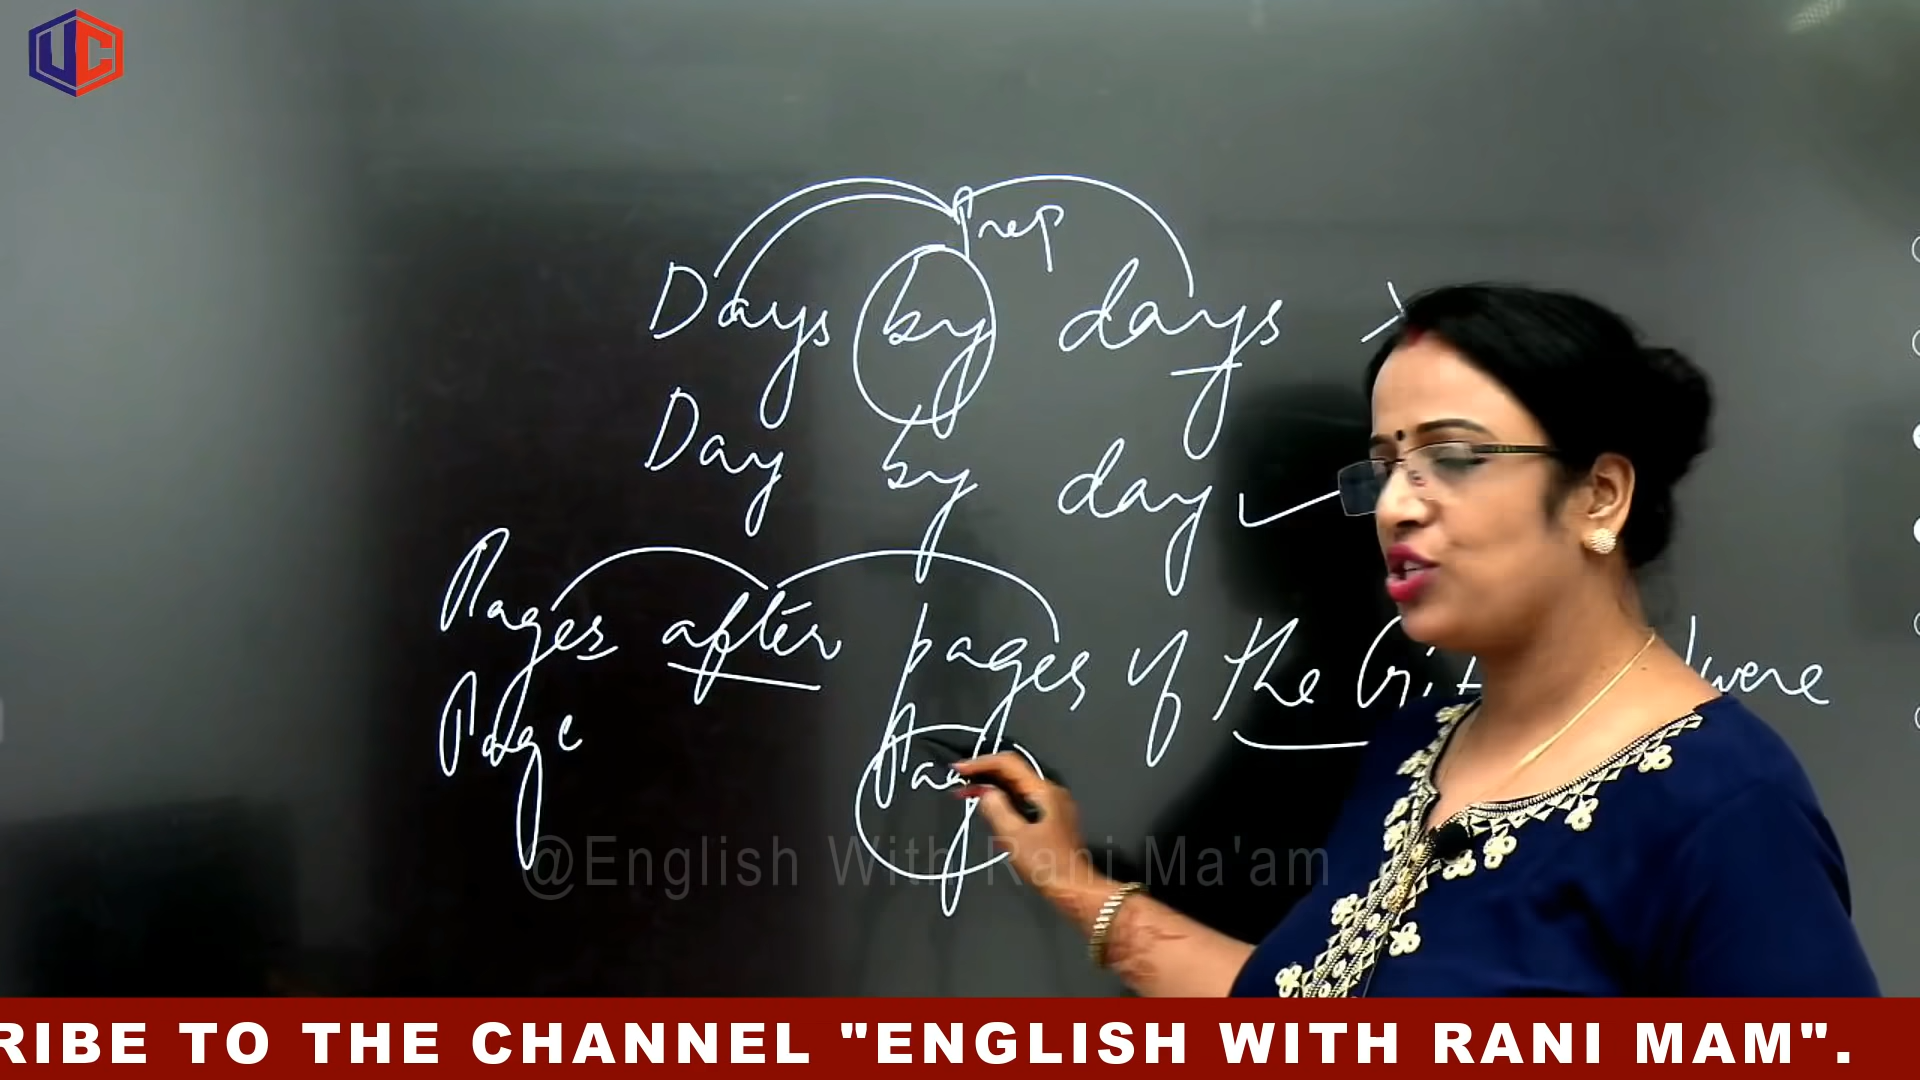 UC
Prep
Days by days ×
Day by day ✓
Pages after pages of the were
Page Page
@English With Rani Ma'am
RIBE TO THE CHANNEL "ENGLISH WITH RANI MAM".